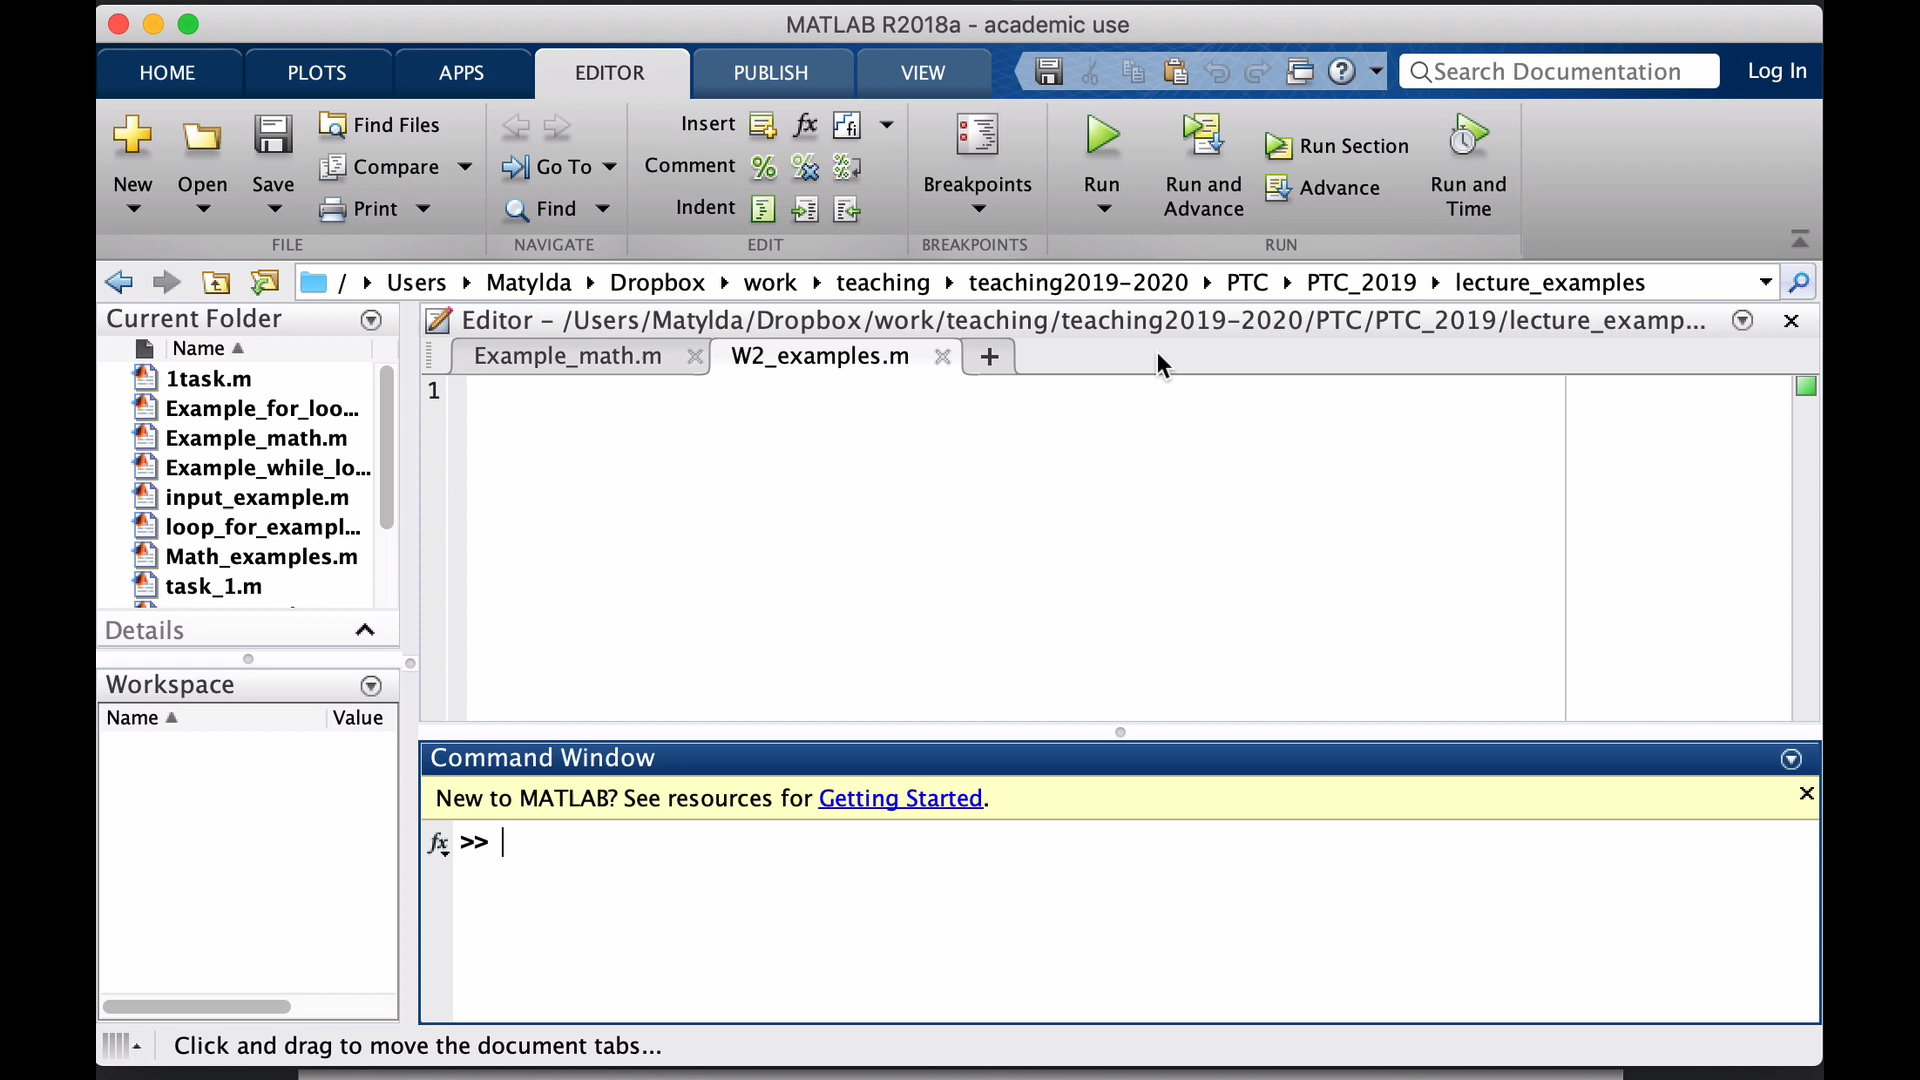 MATLAB R2018a - academic use
HOME PLOTS APPS EDITOR PUBLISH VIEW Search Documentation Log In
New Open Save Find Files Compare Print
FILE
Go To Find
NAVIGATE
Insert fx fi
Comment
Indent
EDIT
Breakpoints
BREAKPOINTS
Run Run and Advance Run Section Advance Run and Time
RUN
/ Users Matylda Dropbox work teaching teaching2019-2020 PTC PTC_2019 lecture_examples
Current Folder
Name
1task.m
Example_for_loo...
Example_math.m
Example_while_lo...
input_example.m
loop_for_exampl...
Math_examples.m
task_1.m
Details
Workspace
Name Value
Editor - /Users/Matylda/Dropbox/work/teaching/teaching2019-2020/PTC/PTC_2019/lecture_examp...
Example_math.m W2_examples.m +
1
Command Window
New to MATLAB? See resources for Getting Started.
fx >>
Click and drag to move the document tabs...